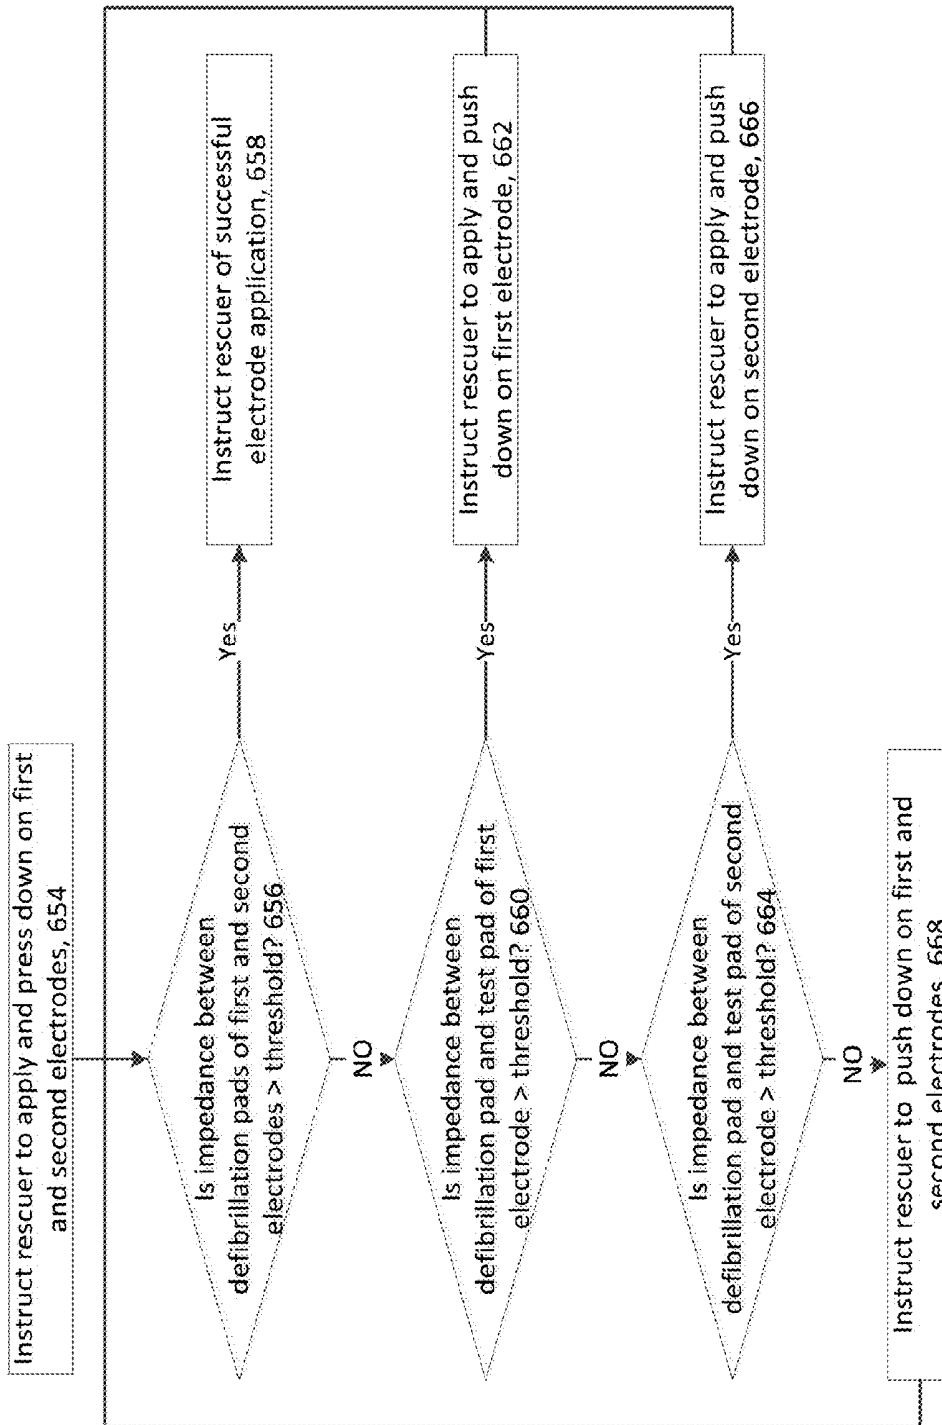 Instruct rescuer to apply and press down on first
and second electrodes, 654
Is impedance between
defibrillation pads of first and second
electrodes > threshold? 656
Yes
Instruct rescuer of successful
electrode application, 658
NO
Is impedance between
defibrillation pad and test pad of first
electrode > threshold? 660
Yes
Instruct rescuer to apply and push
down on first electrode, 662
NO
Is impedance between
defibrillation pad and test pad of second
electrode > threshold? 664
Yes
Instruct rescuer to apply and push
down on second electrode, 666
NO
Instruct rescuer to push down on first and
second electrodes, 668